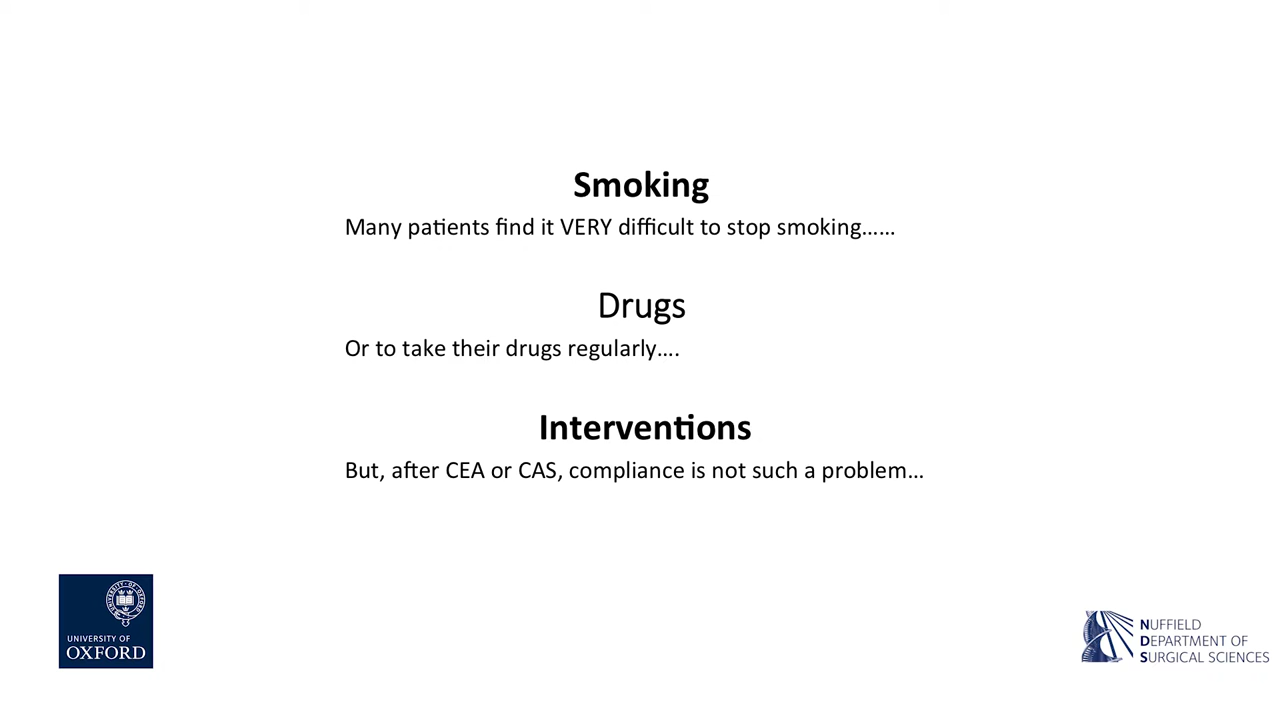 Smoking
Many patients find it VERY difficult to stop smoking……
Drugs
Or to take their drugs regularly….
Interventions
But, after CEA or CAS, compliance is not such a problem…
UNIVERSITY OF
OXFORD
NUFFIELD
DEPARTMENT OF
SURGICAL SCIENCES